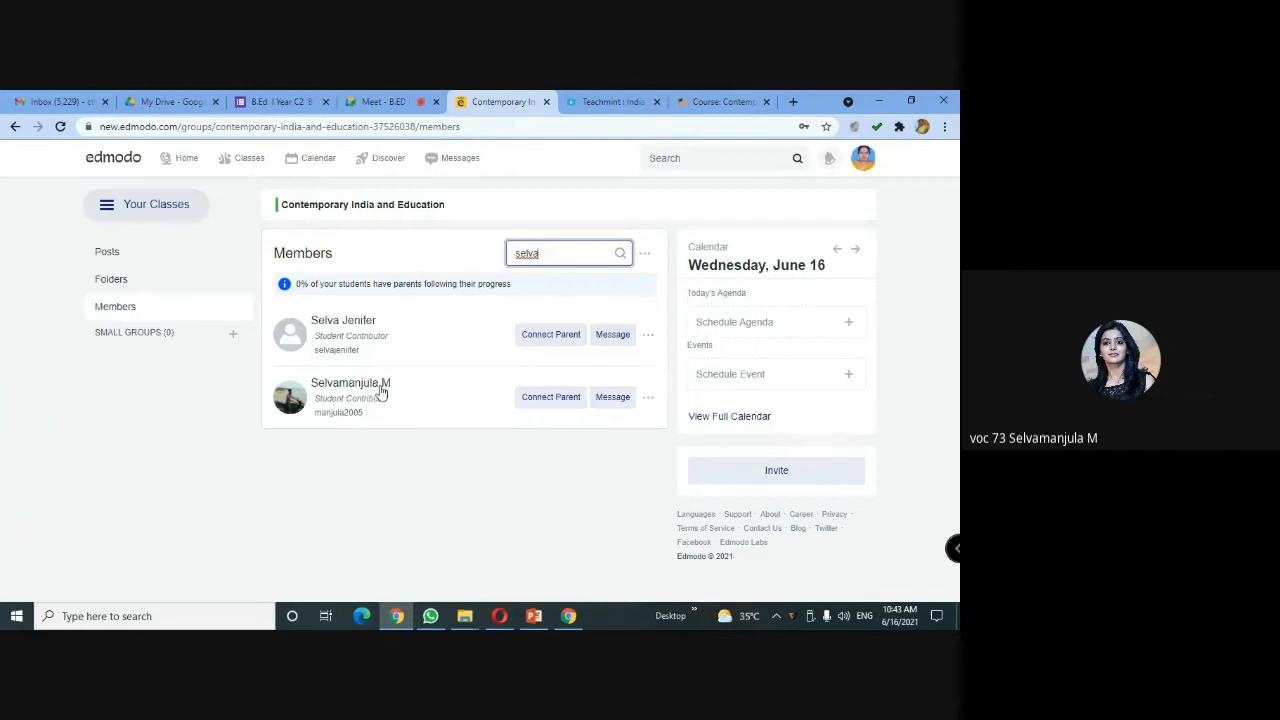 Inbox (5,229) - ct
My Drive - Googl
B.Ed. I Year C2 'B
Meet - B.ED
Contemporary In
Teachmint : India
Course: Contemp
new.edmodo.com/groups/contemporary-india-and-education-37526038/members
edmodo
Home
Classes
Calendar
Discover
Messages
Search
Your Classes
Posts
Folders
Members
SMALL GROUPS (0)
Contemporary India and Education
Members
selva
0% of your students have parents following their progress
Selva Jenifer
Student Contributor
selvajenifer
Connect Parent
Message
Selvamanjula M
Student Contrib
manjula2005
Connect Parent
Message
Calendar
Wednesday, June 16
Today's Agenda
Schedule Agenda
Events
Schedule Event
View Full Calendar
Invite
Languages · Support · About · Career · Privacy ·
Terms of Service · Contact Us · Blog · Twitter ·
Facebook Edmodo Labs
Edmodo © 2021
voc 73 Selvamanjula M
Type here to search
Desktop
35°C
ENG
10:43 AM
6/16/2021